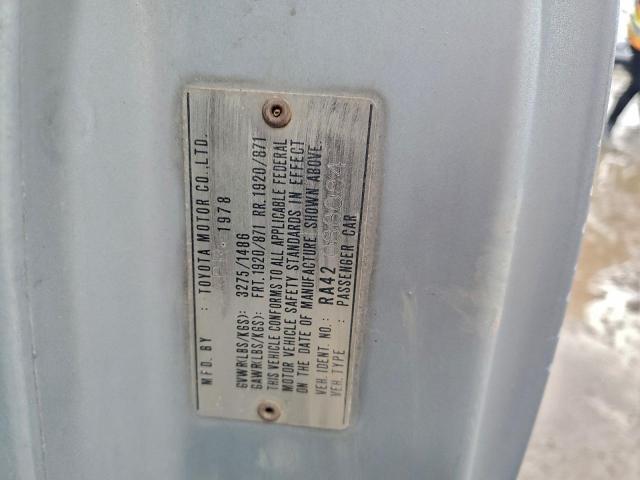 MFD. BY : TOYOTA MOTOR CO.,LTD.
1978
GVWR(LBS/KGS): 3275/1486
GAWR(LBS/KGS): FRT.1920/871 RR.1920/871
THIS VEHICLE CONFORMS TO ALL APPLICABLE FEDERAL
MOTOR VEHICLE SAFETY STANDARDS IN EFFECT
ON THE DATE OF MANUFACTURE SHOWN ABOVE.
VEH. IDENT. NO.: RA42
VEH. TYPE : PASSENGER CAR